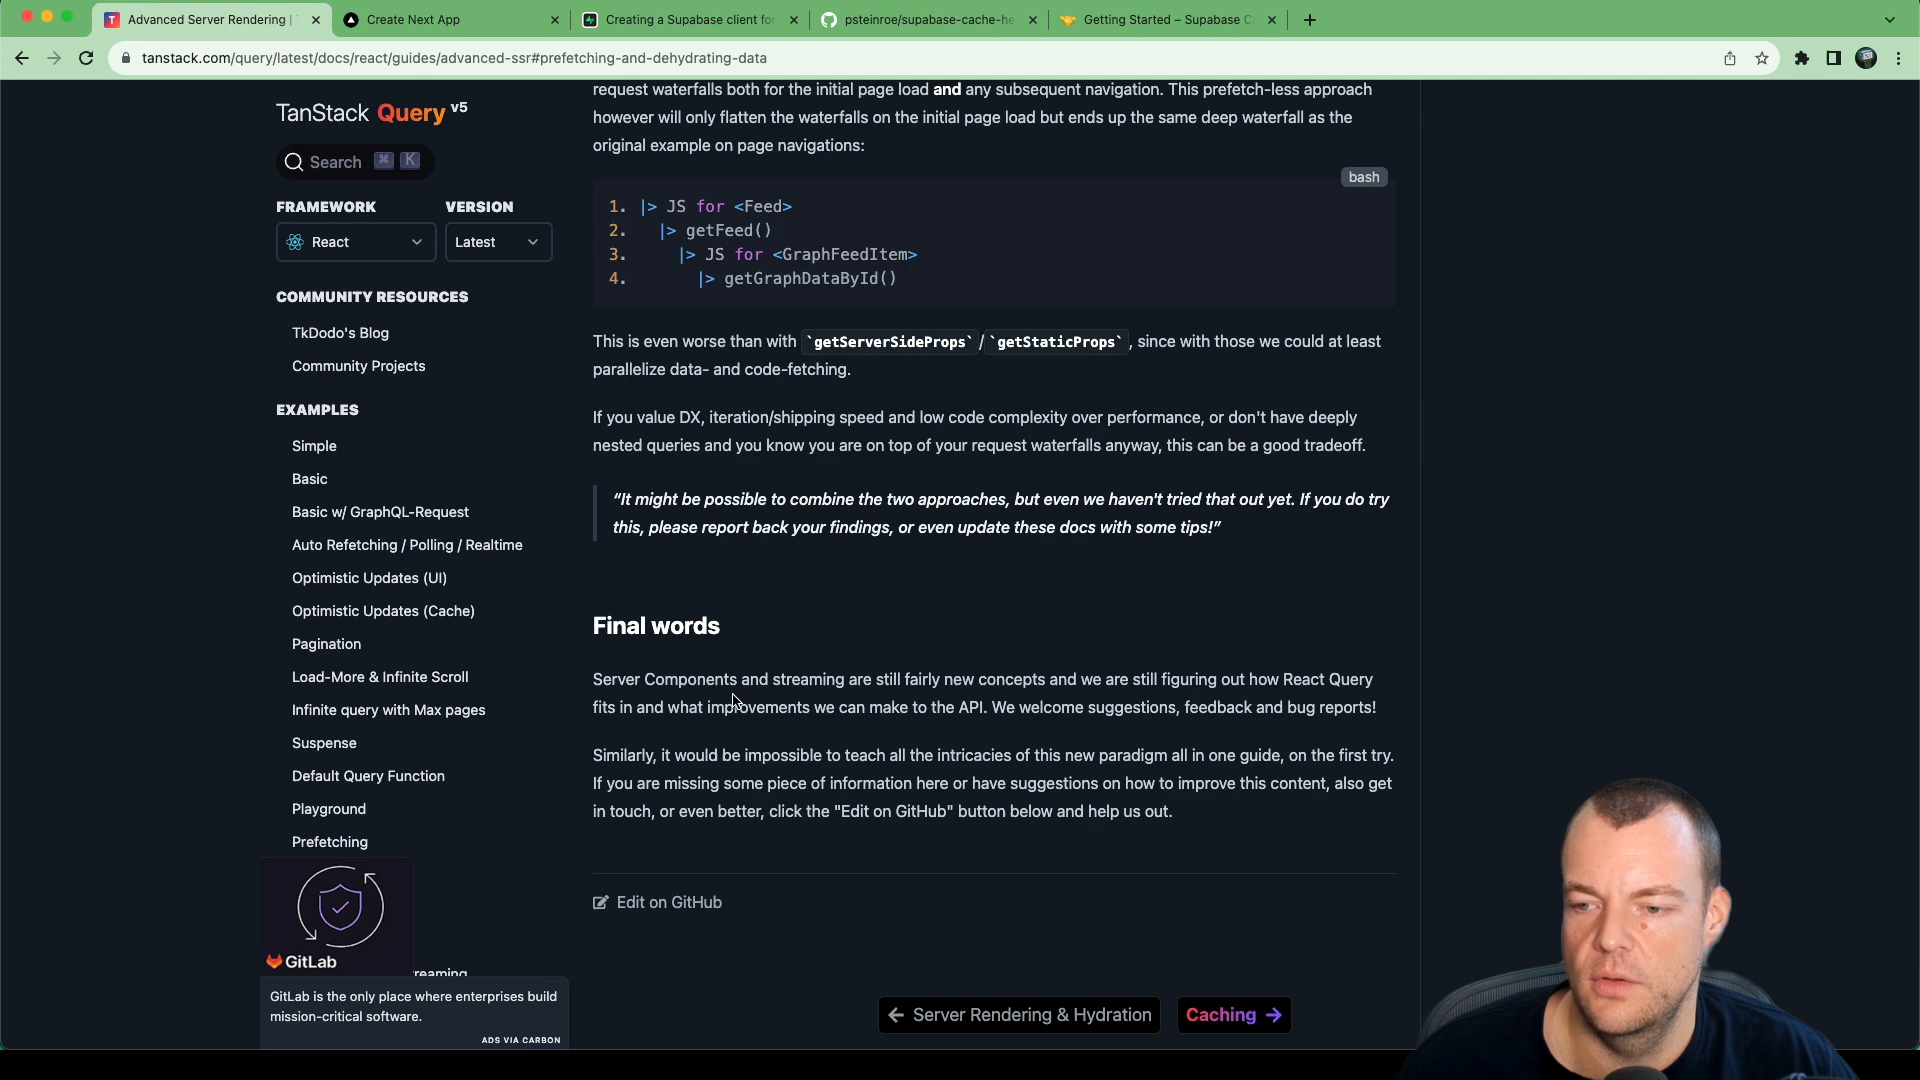 Advanced Server Rendering |
Create Next App
Creating a Supabase client for
psteinroe/supabase-cache-he
Getting Started – Supabase C
tanstack.com/query/latest/docs/react/guides/advanced-ssr#prefetching-and-dehydrating-data
TanStack Query v5
Search ⌘ K
FRAMEWORK
VERSION
React
Latest
COMMUNITY RESOURCES
TkDodo's Blog
Community Projects
EXAMPLES
Simple
Basic
Basic w/ GraphQL-Request
Auto Refetching / Polling / Realtime
Optimistic Updates (UI)
Optimistic Updates (Cache)
Pagination
Load-More & Infinite Scroll
Infinite query with Max pages
Suspense
Default Query Function
Playground
Prefetching
GitLab
reaming
GitLab is the only place where enterprises build
mission-critical software.
ADS VIA CARBON
request waterfalls both for the initial page load and any subsequent navigation. This prefetch-less approach
however will only flatten the waterfalls on the initial page load but ends up the same deep waterfall as the
original example on page navigations:
bash
1. |> JS for <Feed>
2. |> getFeed()
3. |> JS for <GraphFeedItem>
4. |> getGraphDataById()
This is even worse than with `getServerSideProps`/`getStaticProps`, since with those we could at least
parallelize data- and code-fetching.
If you value DX, iteration/shipping speed and low code complexity over performance, or don't have deeply
nested queries and you know you are on top of your request waterfalls anyway, this can be a good tradeoff.
“It might be possible to combine the two approaches, but even we haven't tried that out yet. If you do try
this, please report back your findings, or even update these docs with some tips!”
Final words
Server Components and streaming are still fairly new concepts and we are still figuring out how React Query
fits in and what improvements we can make to the API. We welcome suggestions, feedback and bug reports!
Similarly, it would be impossible to teach all the intricacies of this new paradigm all in one guide, on the first try.
If you are missing some piece of information here or have suggestions on how to improve this content, also get
in touch, or even better, click the "Edit on GitHub" button below and help us out.
Edit on GitHub
← Server Rendering & Hydration
Caching →